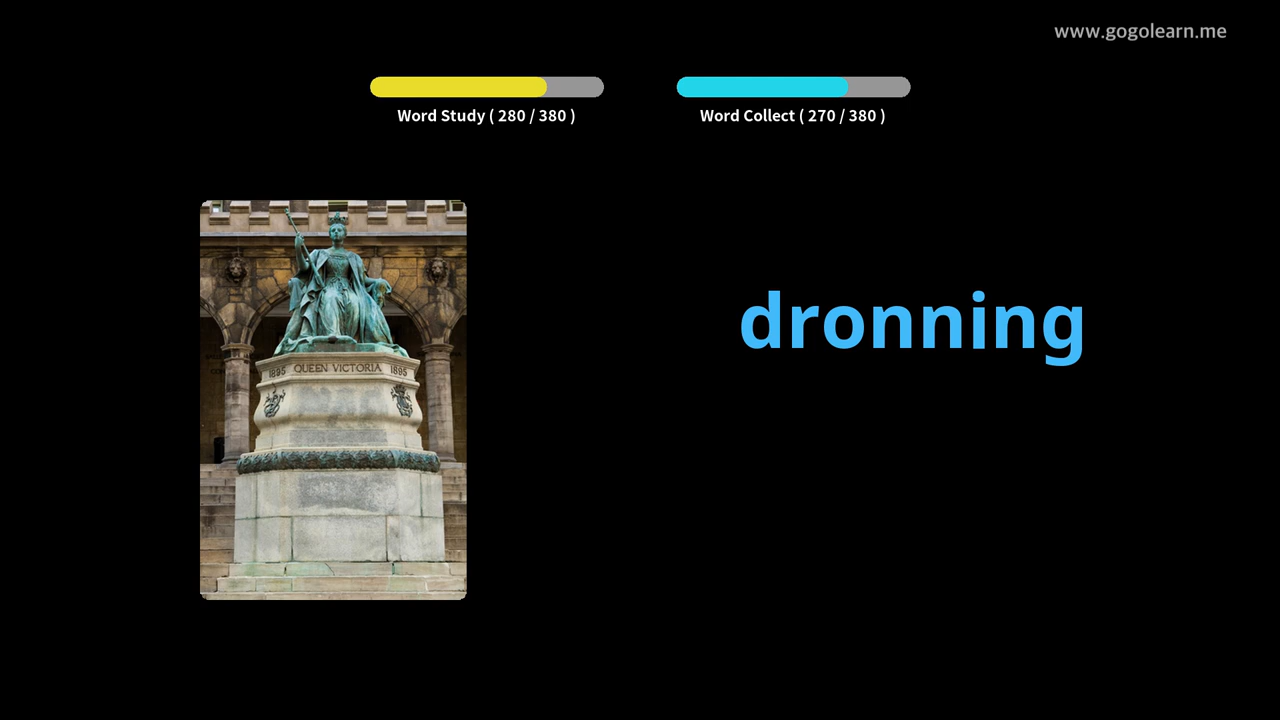 www.gogolearn.me
Word Study ( 280 / 380 )
Word Collect ( 270 / 380 )
dronning
1895 QUEEN VICTORIA 1895